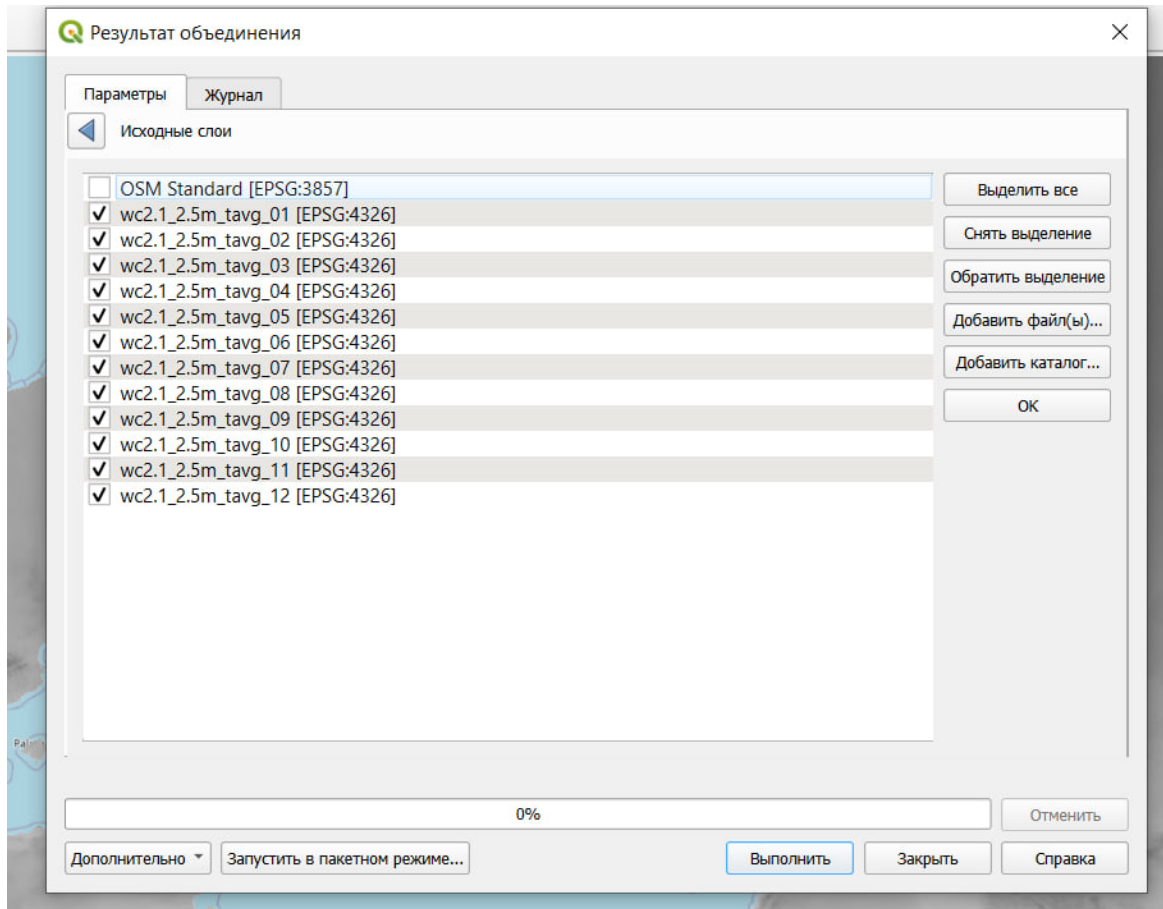 Результат объединения
Параметры
Журнал
Исходные слои
OSM Standard [EPSG:3857]
wc2.1_2.5m_tavg_01 [EPSG:4326]
wc2.1_2.5m_tavg_02 [EPSG:4326]
wc2.1_2.5m_tavg_03 [EPSG:4326]
wc2.1_2.5m_tavg_04 [EPSG:4326]
wc2.1_2.5m_tavg_05 [EPSG:4326]
wc2.1_2.5m_tavg_06 [EPSG:4326]
wc2.1_2.5m_tavg_07 [EPSG:4326]
wc2.1_2.5m_tavg_08 [EPSG:4326]
wc2.1_2.5m_tavg_09 [EPSG:4326]
wc2.1_2.5m_tavg_10 [EPSG:4326]
wc2.1_2.5m_tavg_11 [EPSG:4326]
wc2.1_2.5m_tavg_12 [EPSG:4326]
Выделить все
Снять выделение
Обратить выделение
Добавить файл(ы)...
Добавить каталог...
OK
0%
Отменить
Дополнительно
Запустить в пакетном режиме...
Выполнить
Закрыть
Справка